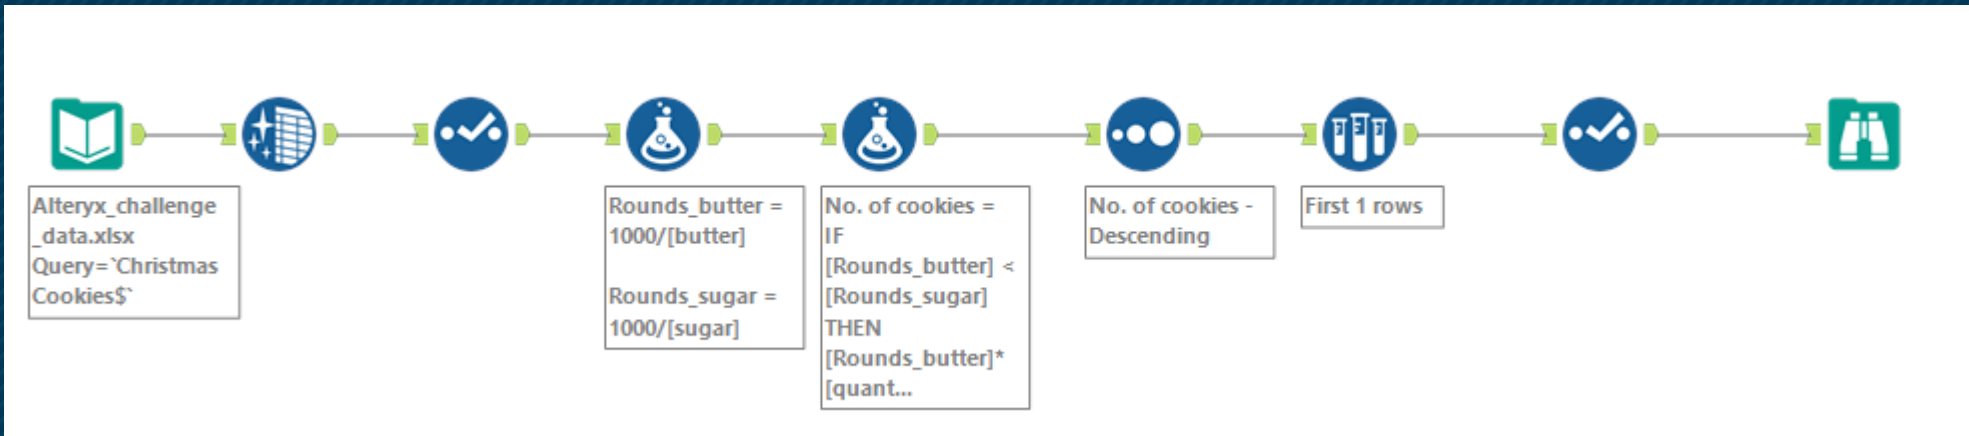 Alteryx_challenge
_data.xlsx
Query=`Christmas
Cookies$`
Rounds_butter =
1000/[butter]
Rounds_sugar =
1000/[sugar]
No. of cookies =
IF
[Rounds_butter] <
[Rounds_sugar]
THEN
[Rounds_butter]*
[quant...
No. of cookies -
Descending
First 1 rows